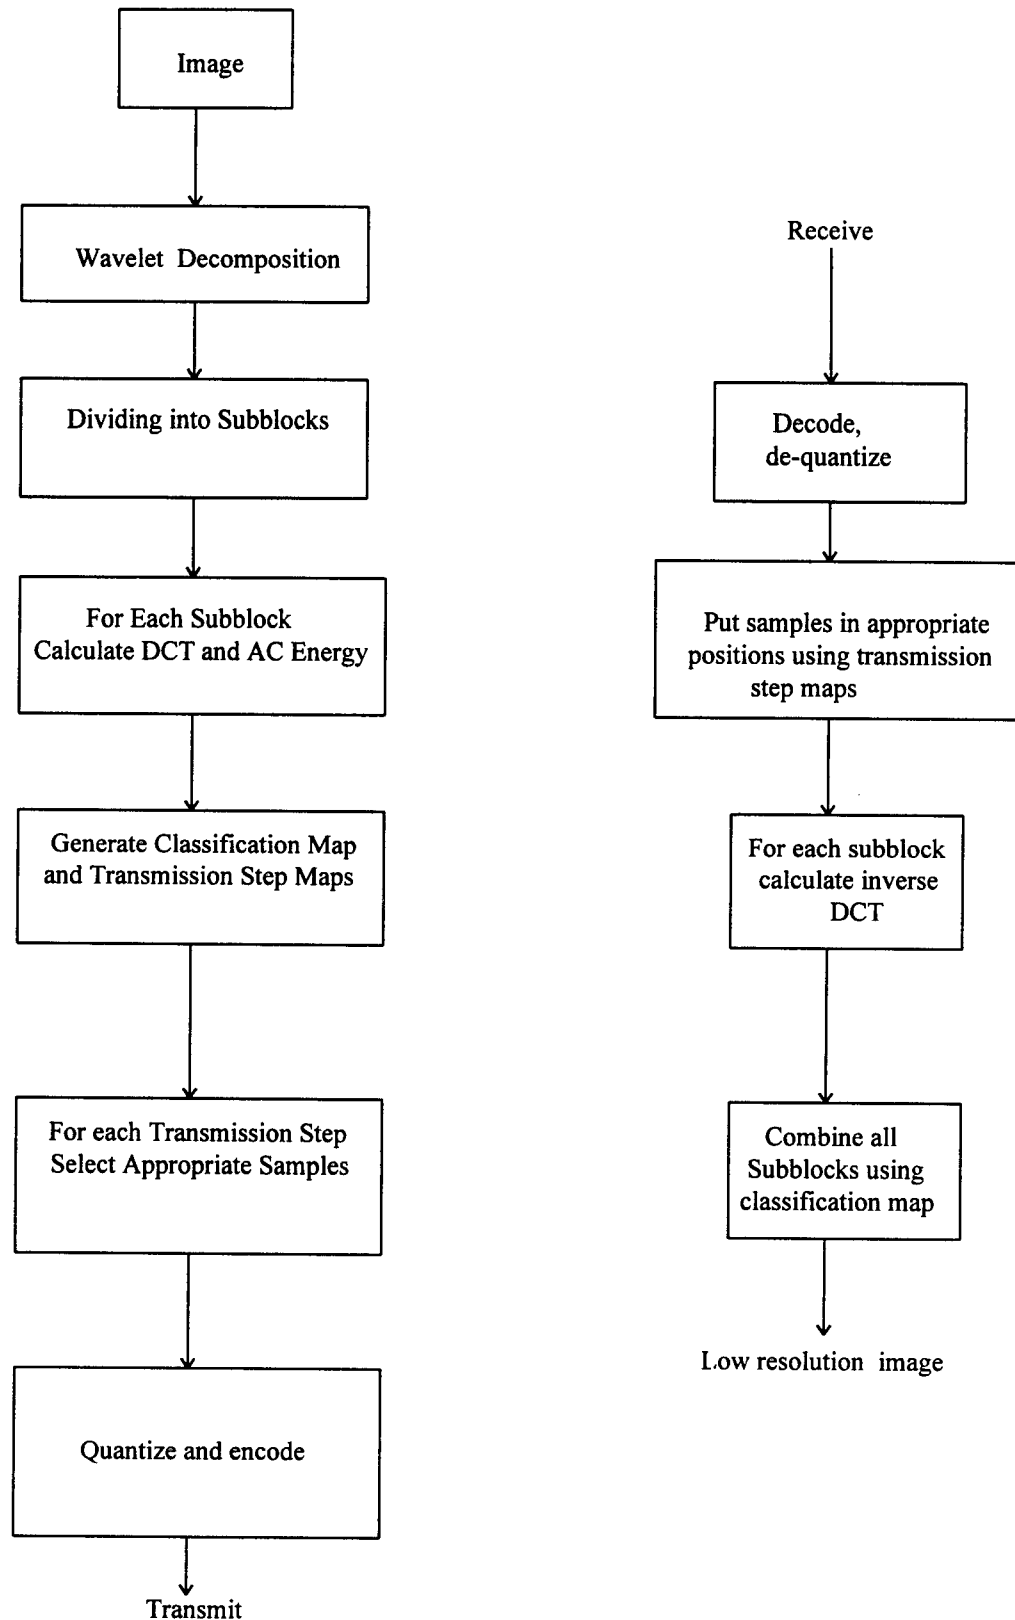 Image
Wavelet Decomposition
Dividing into Subblocks
For Each Subblock
Calculate DCT and AC Energy
Generate Classification Map
and Transmission Step Maps
For each Transmission Step
Select Appropriate Samples
Quantize and encode
Transmit
Receive
Decode,
de-quantize
Put samples in appropriate
positions using transmission
step maps
For each subblock
calculate inverse
DCT
Combine all
Subblocks using
classification map
Low resolution image